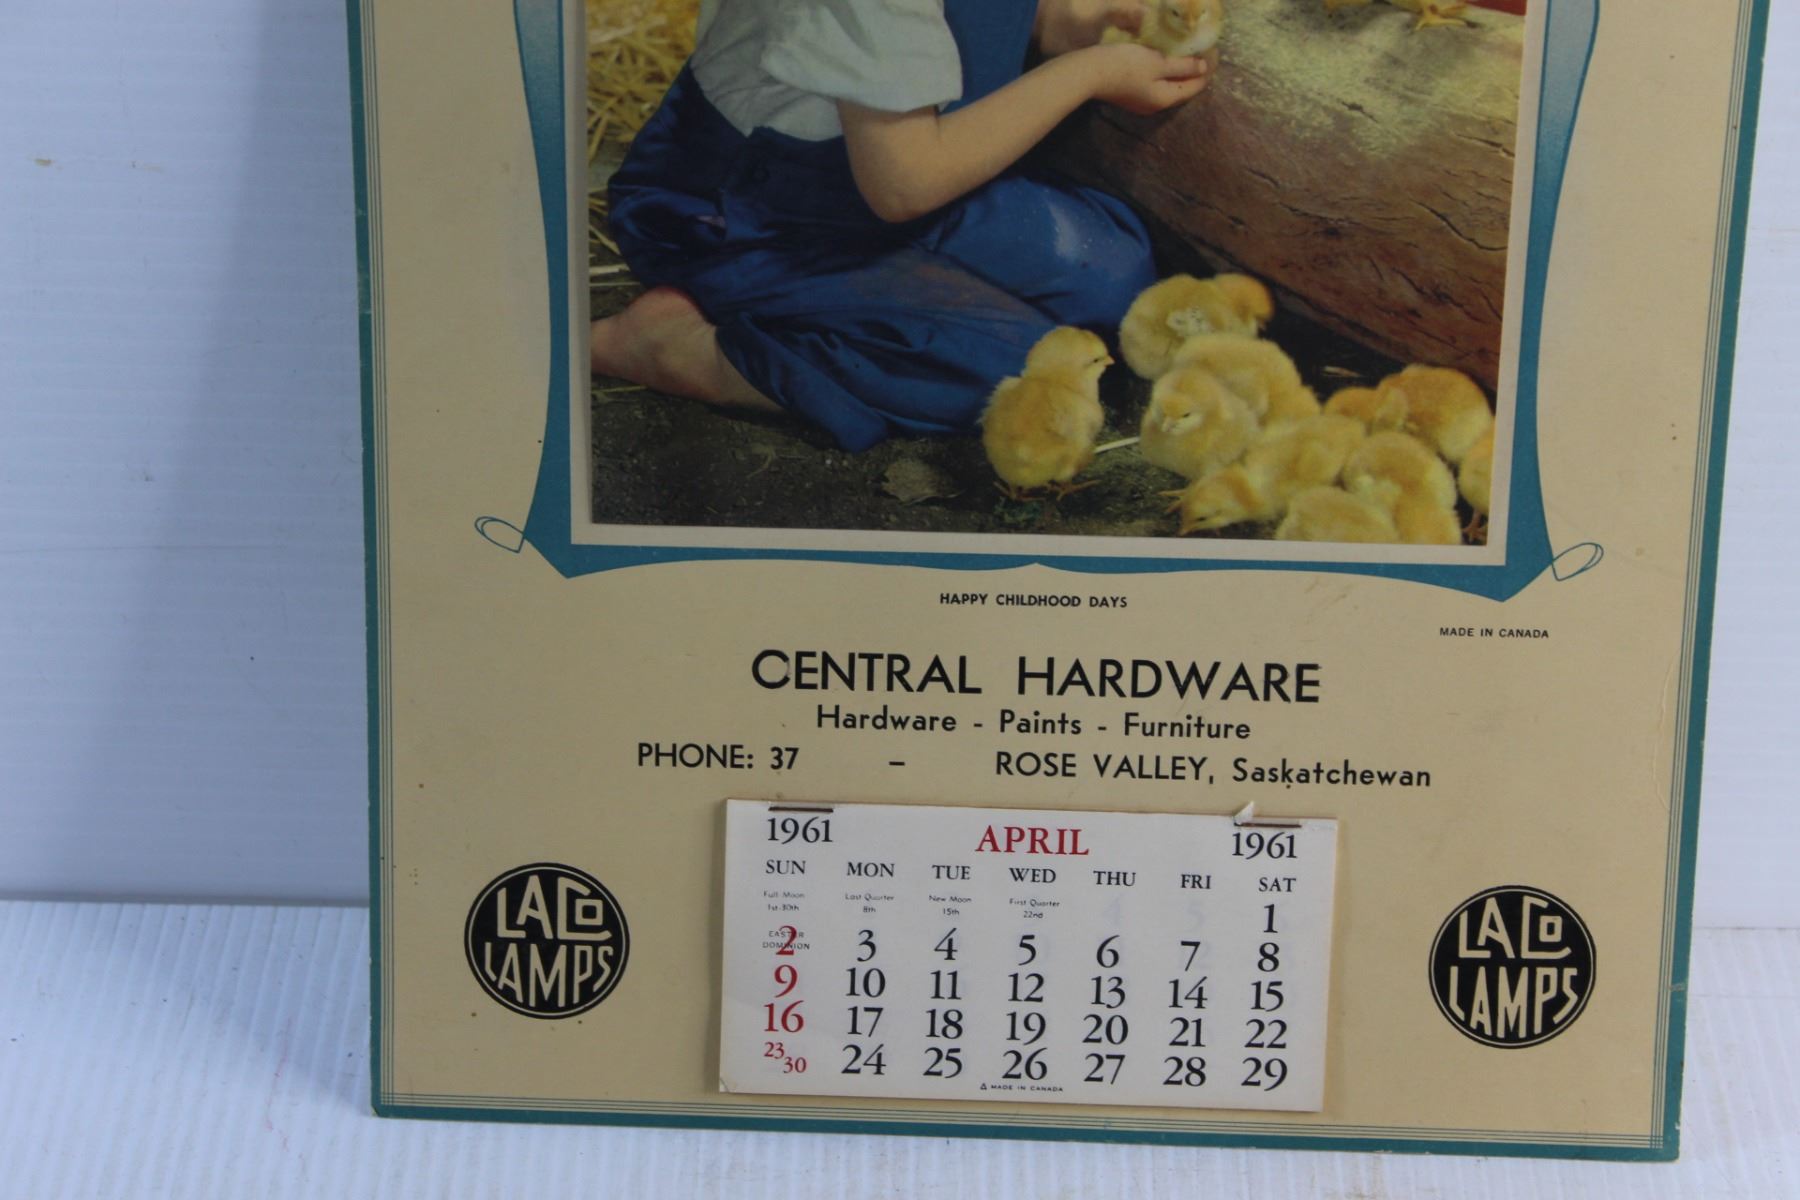 HAPPY CHILDHOOD DAYS
MADE IN CANADA
CENTRAL HARDWARE
Hardware - Paints - Furniture
PHONE: 37 - ROSE VALLEY, Saskatchewan
1961 APRIL 1961
SUN MON TUE WED THU FRI SAT
Full Moon Last Quarter New Moon First Quarter
1st-30th 8th 15th 22nd 1
EASTER
DOMINION
2 3 4 5 6 7 8
9 10 11 12 13 14 15
16 17 18 19 20 21 22
23 30 24 25 26 27 28 29
MADE IN CANADA
LACO
LAMPS
LACO
LAMPS